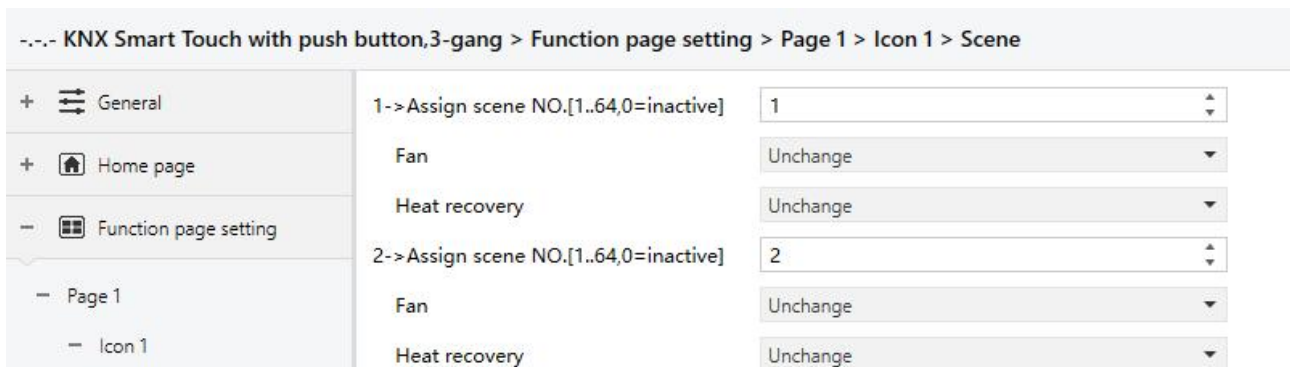 -.-.- KNX Smart Touch with push button,3-gang > Function page setting > Page 1 > Icon 1 > Scene
+ General
+ Home page
– Function page setting
– Page 1
– Icon 1
1->Assign scene NO.[1..64,0=inactive] 1
Fan Unchange
Heat recovery Unchange
2->Assign scene NO.[1..64,0=inactive] 2
Fan Unchange
Heat recovery Unchange